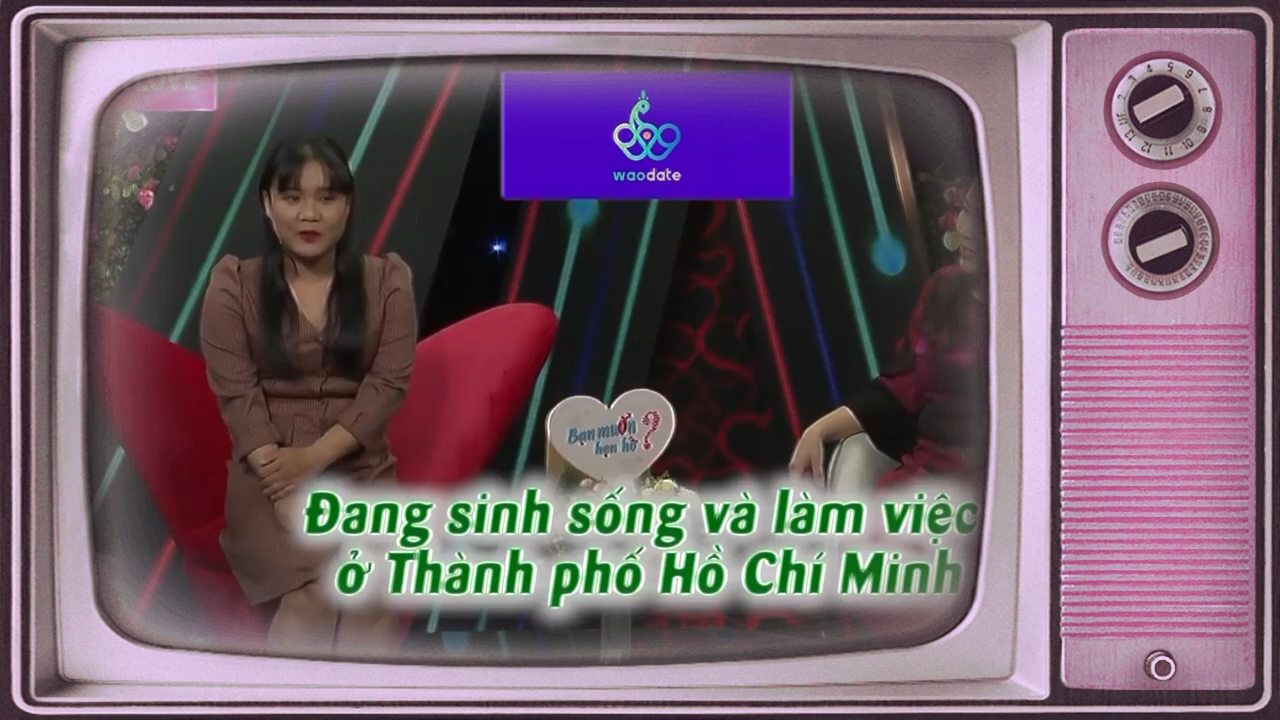 waodate
Bạn muốn
hẹn hò ?
Đang sinh sống và làm việc
ở Thành phố Hồ Chí Minh